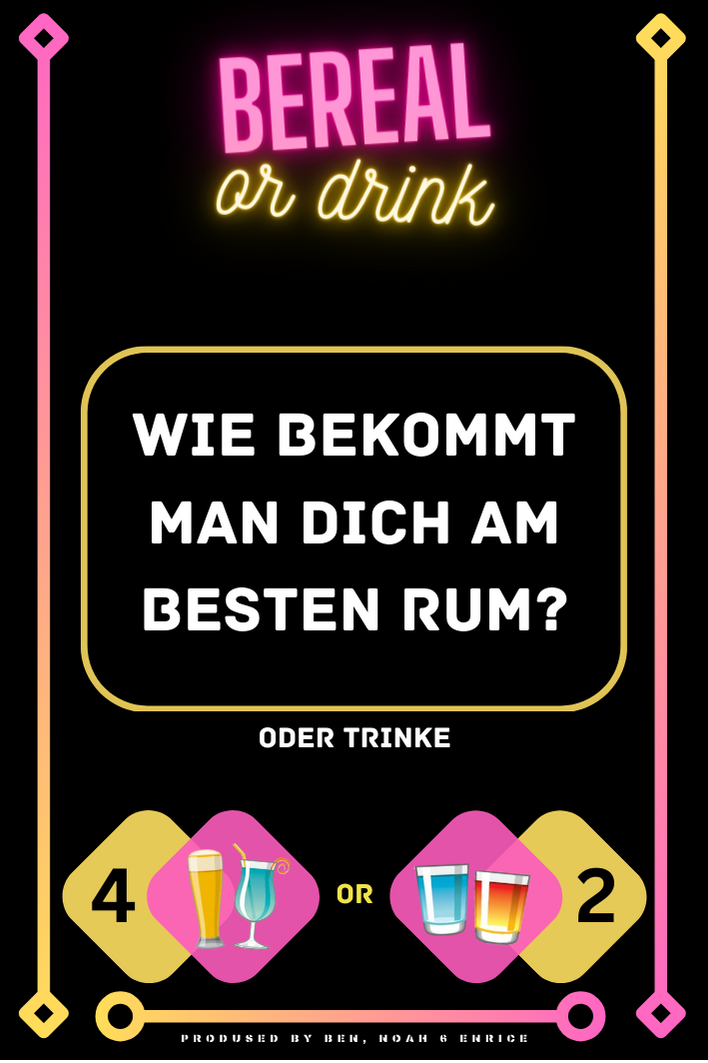 BEREAL
or drink
WIE BEKOMMT
MAN DICH AM
BESTEN RUM?
ODER TRINKE
4 OR 2
PRODUSED BY BEN, NOAH & ENRICE